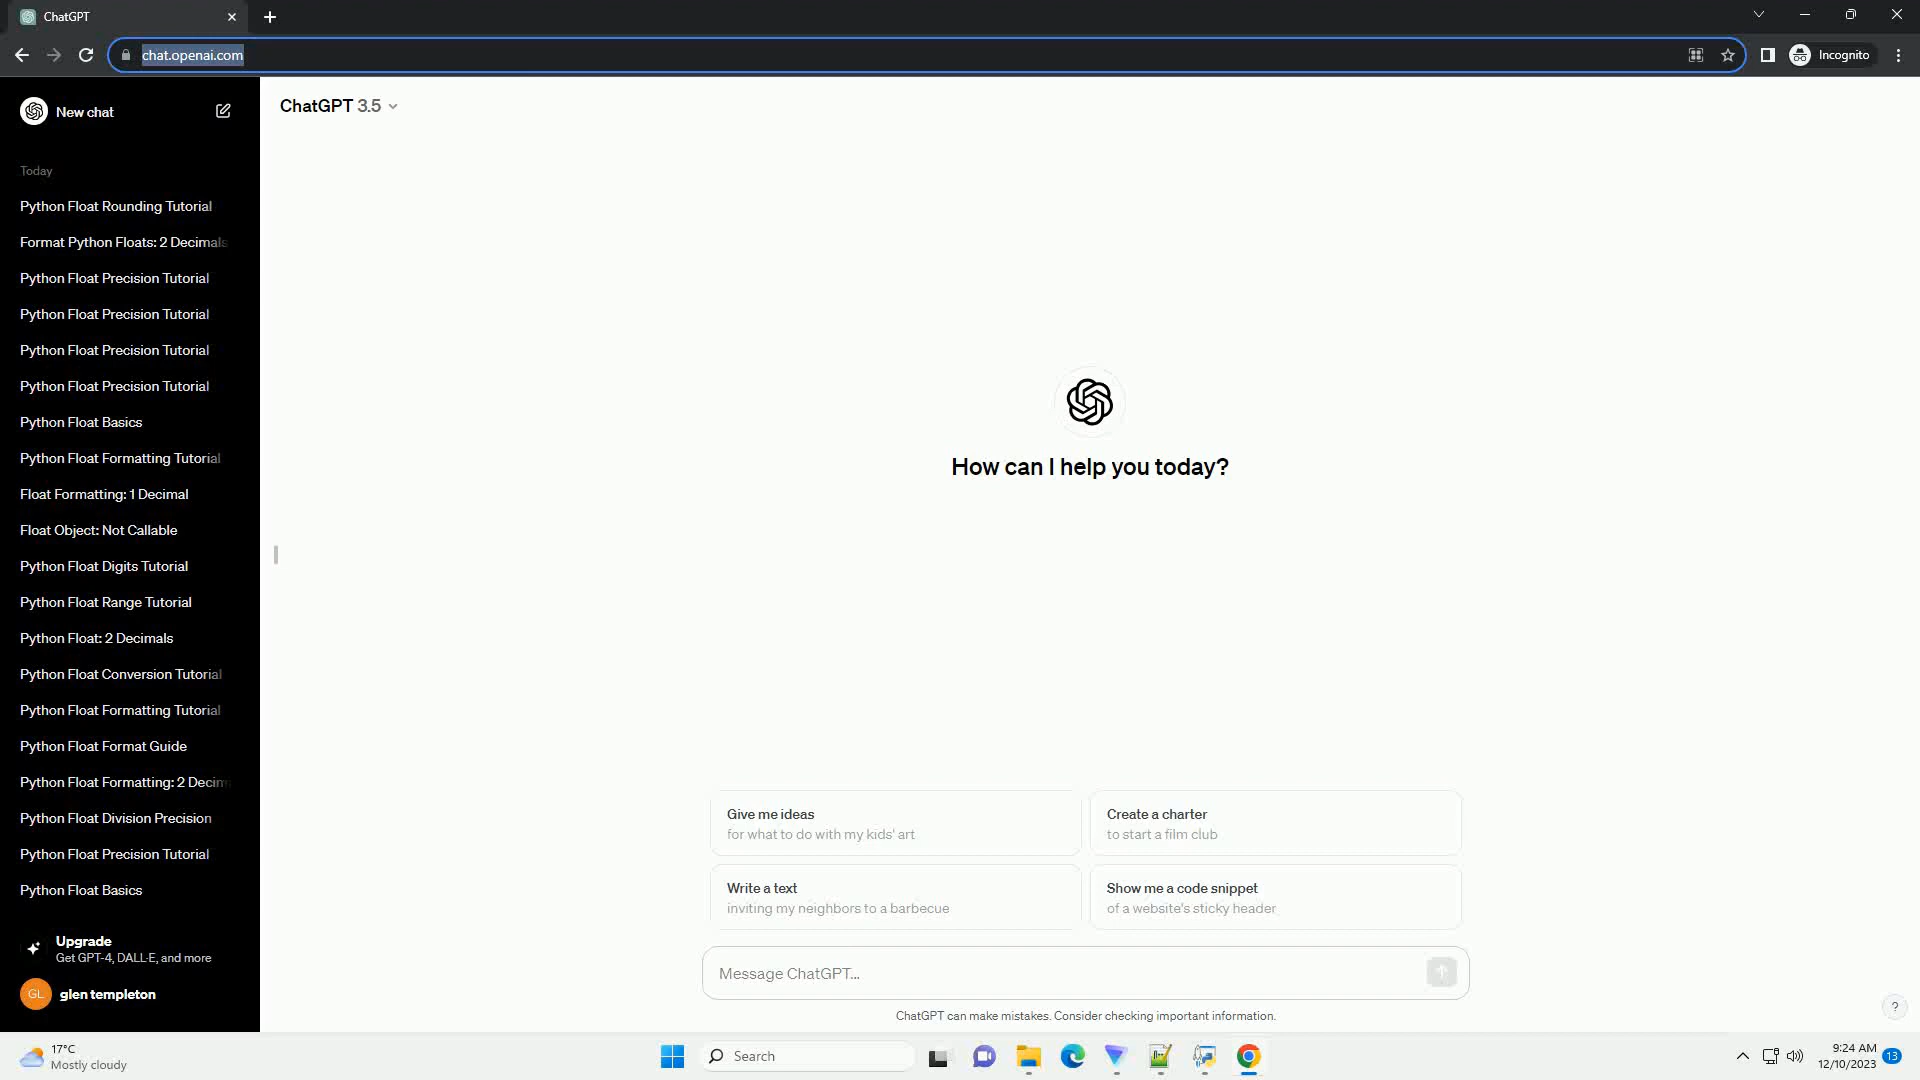 ChatGPT
chat.openai.com
Incognito
New chat
ChatGPT 3.5
Today
Python Float Rounding Tutorial
Format Python Floats: 2 Decimals
Python Float Precision Tutorial
Python Float Precision Tutorial
Python Float Precision Tutorial
Python Float Precision Tutorial
Python Float Basics
Python Float Formatting Tutorial
Float Formatting: 1 Decimal
Float Object: Not Callable
Python Float Digits Tutorial
Python Float Range Tutorial
Python Float: 2 Decimals
Python Float Conversion Tutorial
Python Float Formatting Tutorial
Python Float Format Guide
Python Float Formatting: 2 Decim
Python Float Division Precision
Python Float Precision Tutorial
Python Float Basics
Upgrade
Get GPT-4, DALL·E, and more
GL
glen templeton
How can I help you today?
Give me ideas
for what to do with my kids' art
Create a charter
to start a film club
Write a text
inviting my neighbors to a barbecue
Show me a code snippet
of a website's sticky header
Message ChatGPT...
ChatGPT can make mistakes. Consider checking important information.
?
17°C
Mostly cloudy
Search
9:24 AM
12/10/2023
13